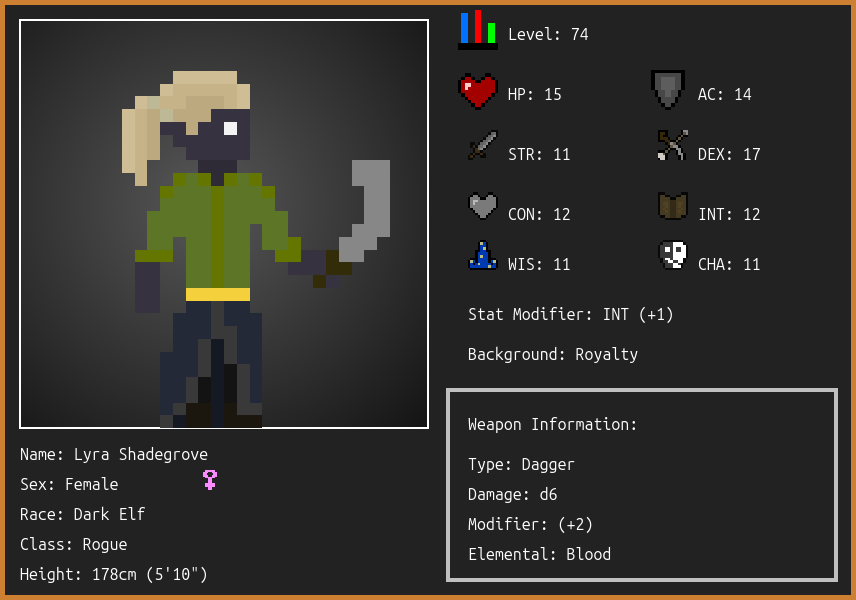 Level: 74
HP: 15
AC: 14
STR: 11
DEX: 17
CON: 12
INT: 12
WIS: 11
CHA: 11
Stat Modifier: INT (+1)
Background: Royalty
Weapon Information:
Type: Dagger
Damage: d6
Modifier: (+2)
Elemental: Blood
Name: Lyra Shadegrove
Sex: Female
Race: Dark Elf
Class: Rogue
Height: 178cm (5'10")